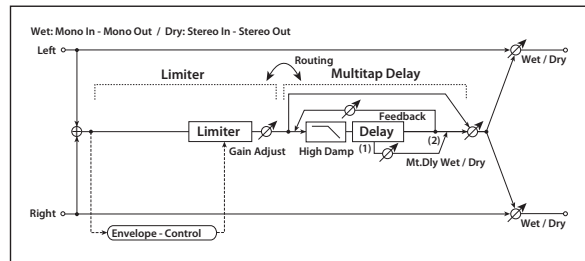 Wet: Mono In - Mono Out / Dry: Stereo In - Stereo Out
Left
Wet / Dry
Routing
Limiter
Multitap Delay
Feedback
Limiter
Delay
Gain Adjust
High Damp
(1)
(2)
Mt.Dly Wet / Dry
Right
Wet / Dry
Envelope - Control